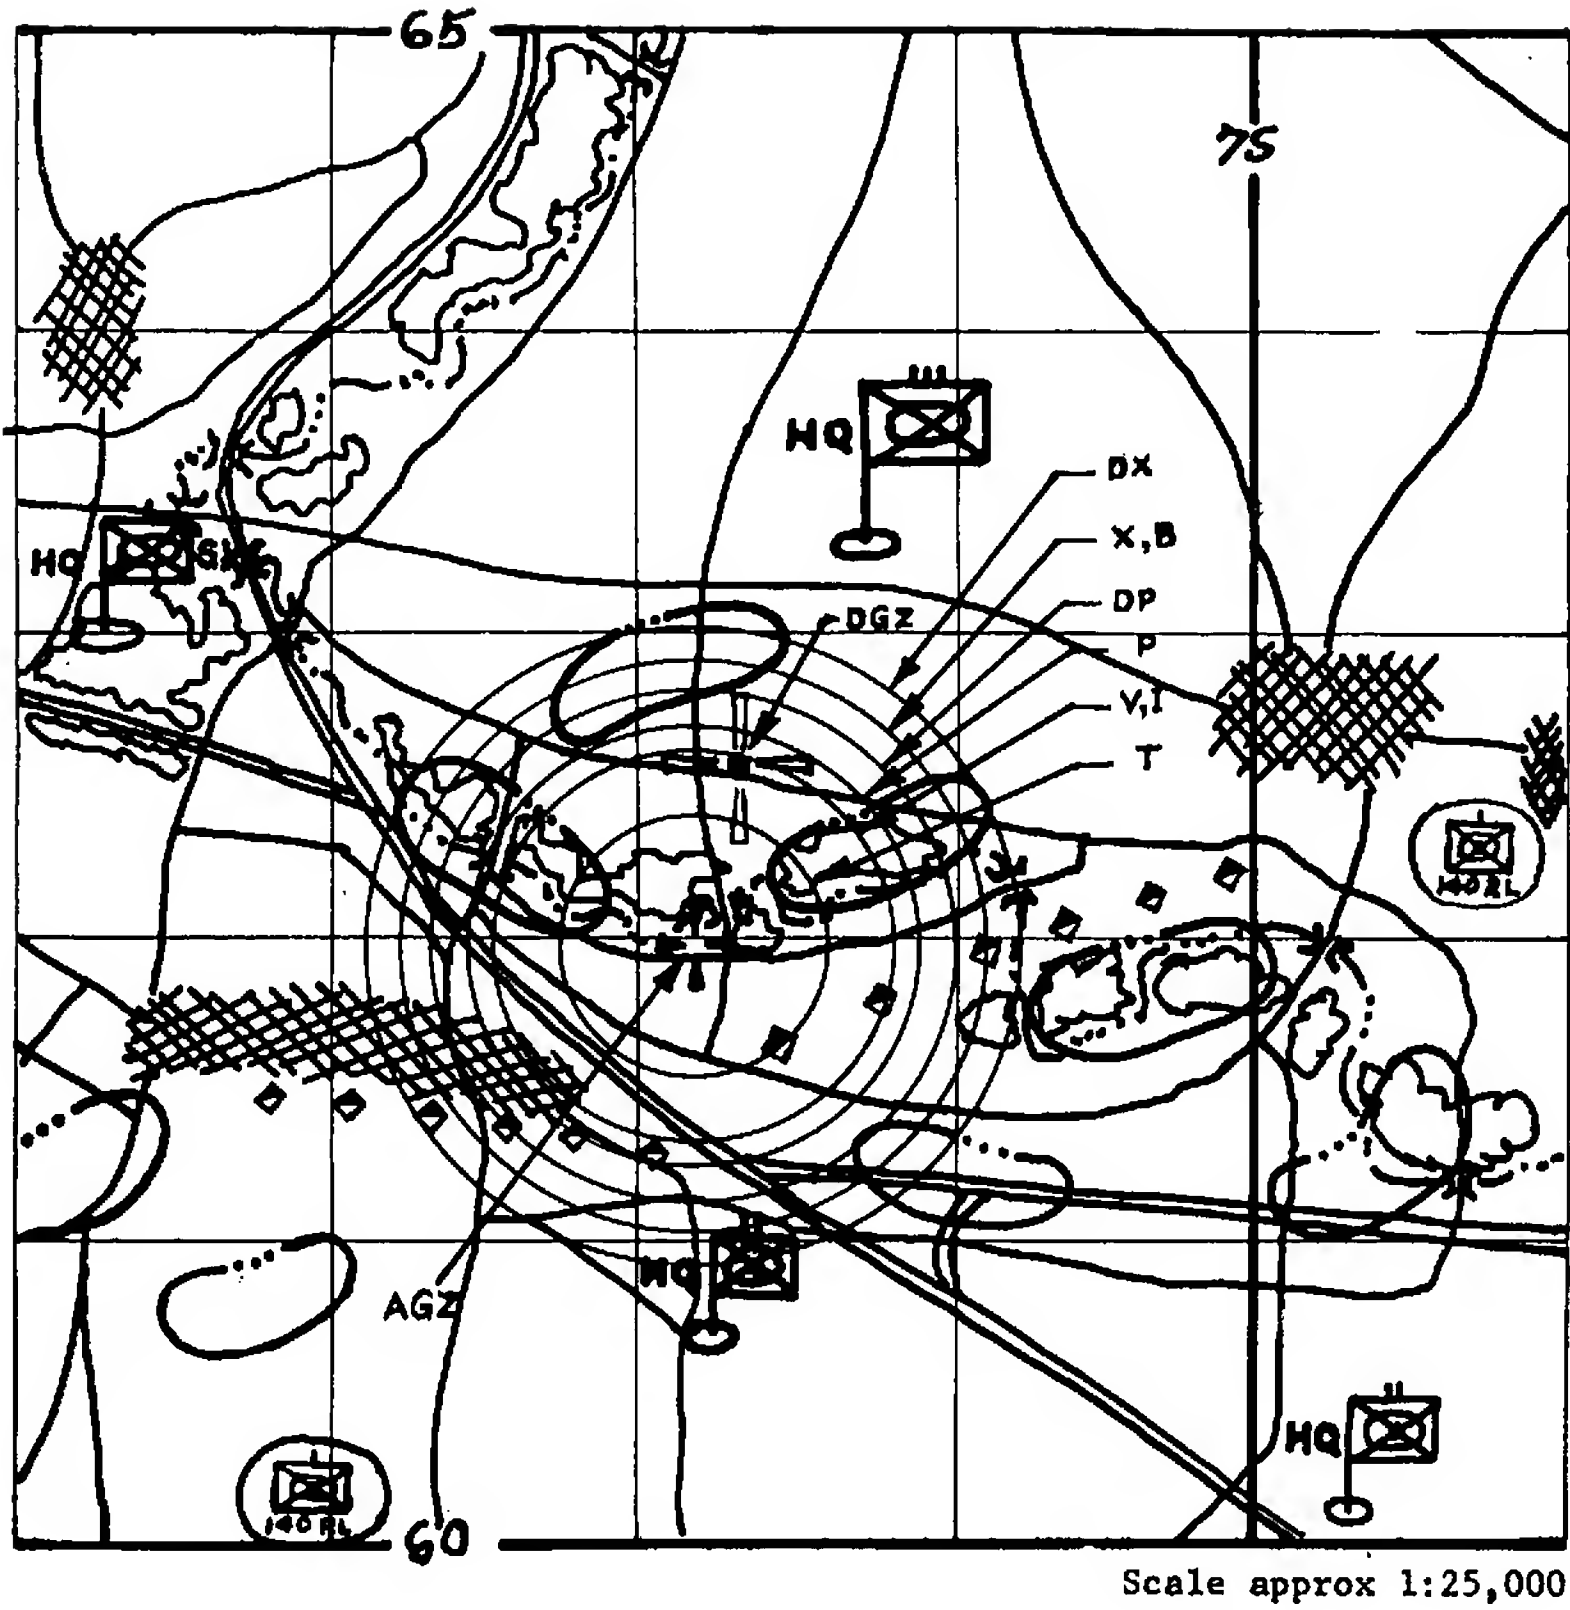 65
75
HQ
DX
X,B
DP
HQ
DGZ
P
V,I
T
140 RL
AGZ
HQ
HQ
140 RL
60
Scale approx 1:25,000